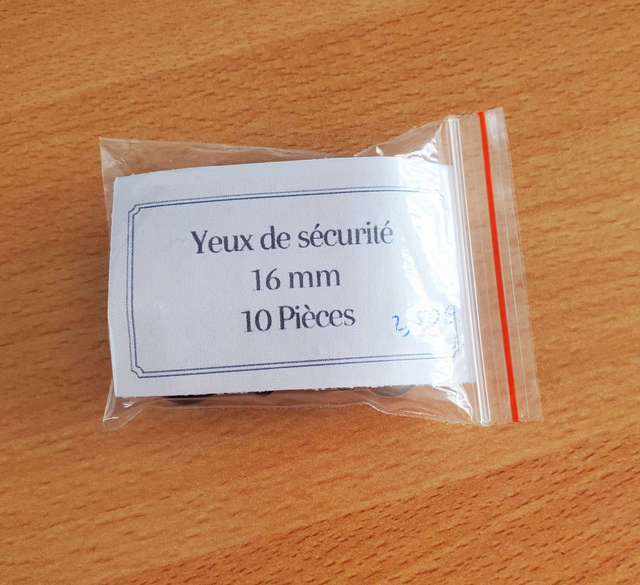 Yeux de sécurité
16 mm
10 Pièces